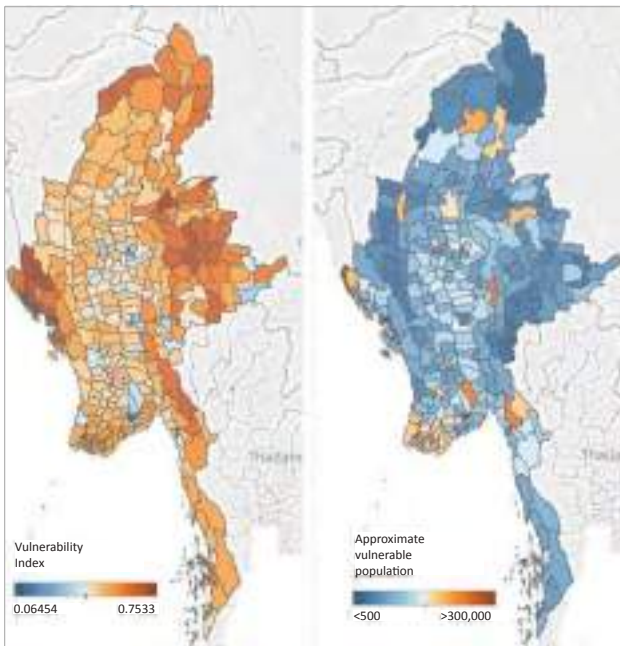 Vulnerability
Index
0.06454
0.7533
Approximate
vulnerable
population
<500
>300,000